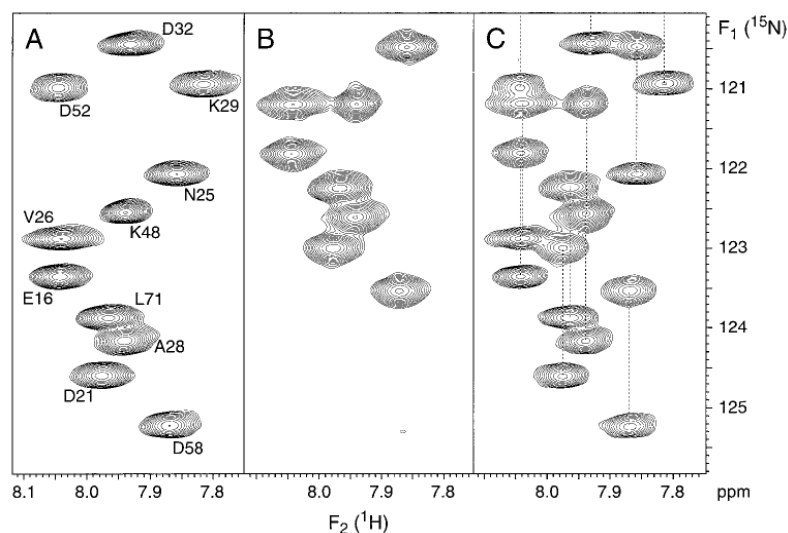 A
B
C
F1 (15N)
D32
D52
K29
N25
V26
K48
E16
L71
A28
D21
D58
121
122
123
124
125
8.1 8.0 7.9 7.8
8.0 7.9 7.8
8.0 7.9 7.8
ppm
F2 (1H)